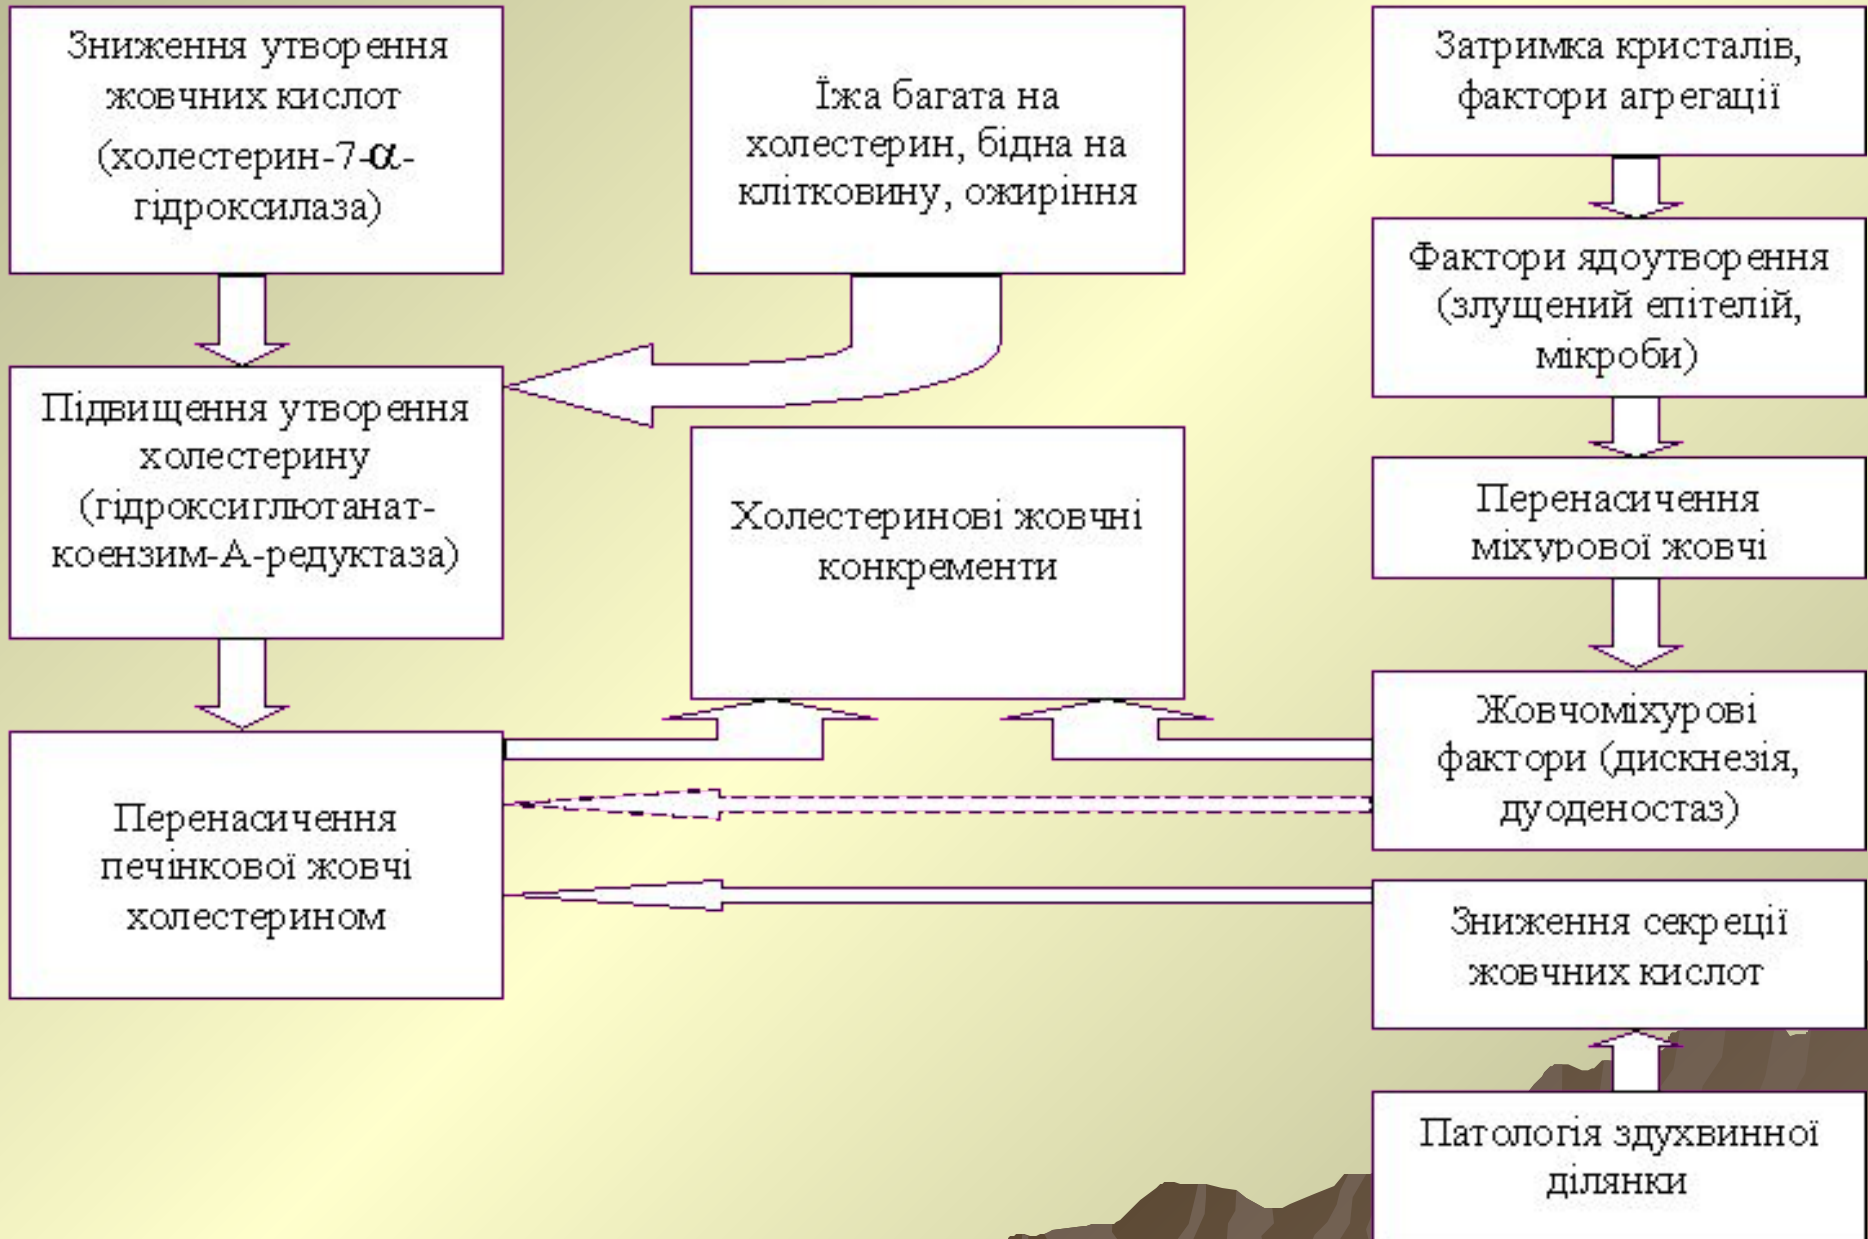 Зниження утворення
жовчних кислот
(холестерин-7-α-
гідроксилаза)
Їжа багата на
холестерин, бідна на
клітковину, ожиріння
Затримка кристалів,
фактори агрегації
Фактори ядоутворення
(злущений епітелій,
мікроби)
Підвищення утворення
холестерину
(гідроксиглютанат-
коензим-А-редуктаза)
Холестеринові жовчні
конкременти
Перенасичення
міхурової жовчі
Жовчоміхурові
фактори (дискнезія,
дуоденостаз)
Перенасичення
печінкової жовчі
холестерином
Зниження секреції
жовчних кислот
Патологія здухвинної
ділянки